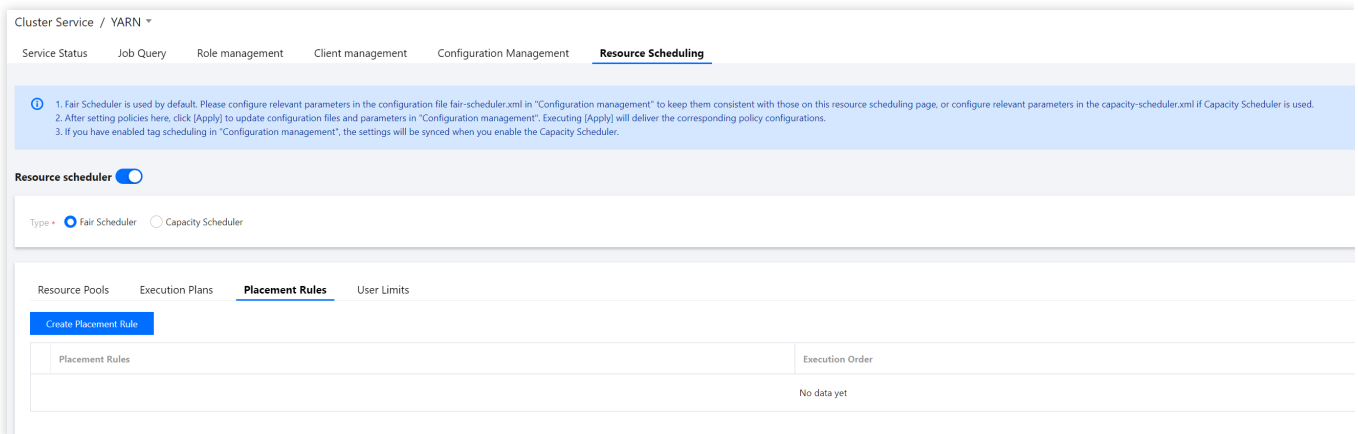 Cluster Service / YARN
Service Status Job Query Role management Client management Configuration Management Resource Scheduling
1. Fair Scheduler is used by default. Please configure relevant parameters in the configuration file fair-scheduler.xml in "Configuration management" to keep them consistent with those on this resource scheduling page, or configure relevant parameters in the capacity-scheduler.xml if Capacity Scheduler is used.
2. After setting policies here, click [Apply] to update configuration files and parameters in "Configuration management". Executing [Apply] will deliver the corresponding policy configurations.
3. If you have enabled tag scheduling in "Configuration management", the settings will be synced when you enable the Capacity Scheduler.
Resource scheduler
Type • Fair Scheduler Capacity Scheduler
Resource Pools Execution Plans Placement Rules User Limits
Create Placement Rule
Placement Rules Execution Order
No data yet